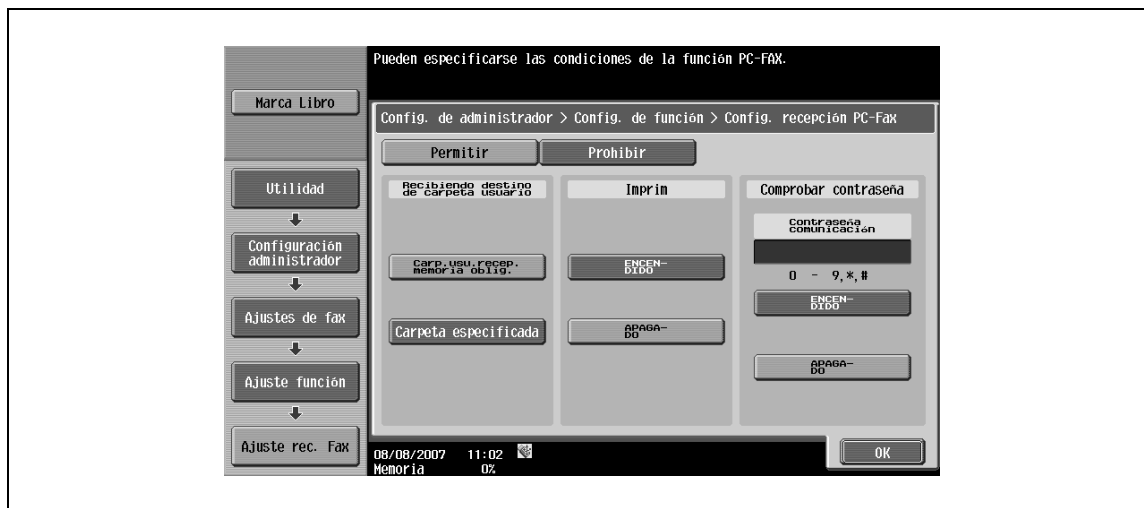 Pueden especificarse las condiciones de la función PC-FAX.
Marca Libro
Config. de administrador > Config. de función > Config. recepción PC-Fax
Permitir
Prohibir
Utilidad
Configuración
administrador
Ajustes de fax
Ajuste función
Ajuste rec. Fax
Recibiendo destino
de carpeta usuario
Carp.usu.recep.
memoria oblig.
Carpeta especificada
Imprim
ENCEN-
DIDO
APAGA-
DO
Comprobar contraseña
Contraseña
comunicación
0 - 9,*,#
ENCEN-
DIDO
APAGA-
DO
08/08/2007 11:02
Memoria 0%
OK